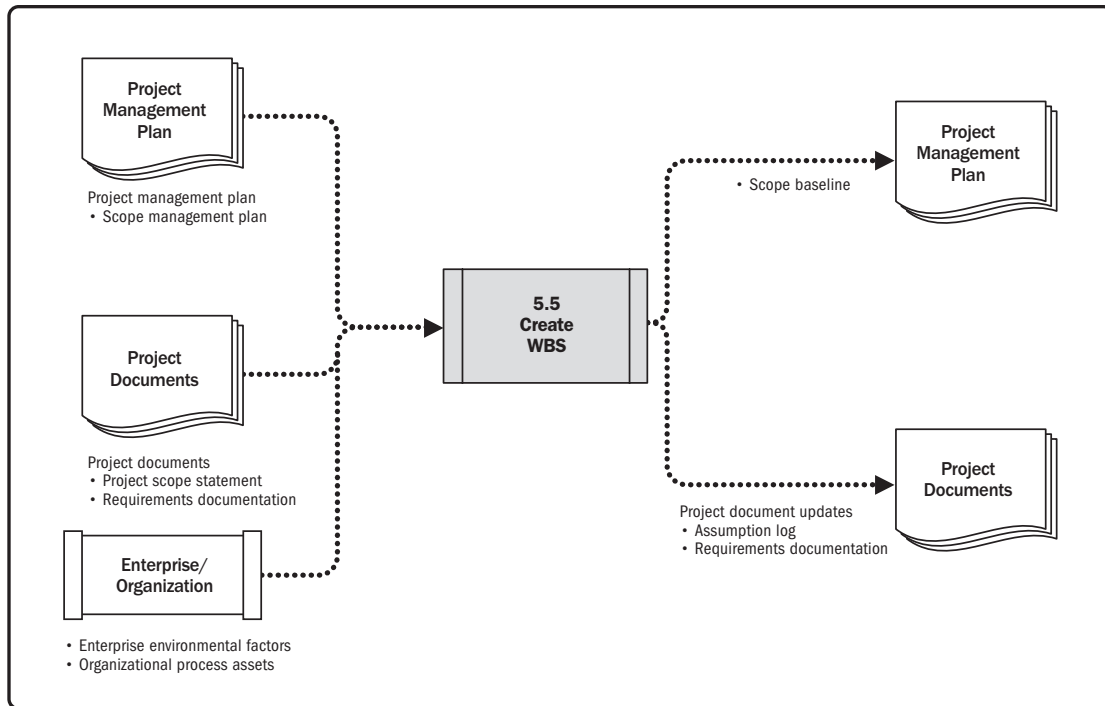 Project
Management
Plan
Project management plan
• Scope management plan
Project
Documents
Project documents
• Project scope statement
• Requirements documentation
Enterprise/
Organization
• Enterprise environmental factors
• Organizational process assets
5.5
Create
WBS
• Scope baseline
Project
Management
Plan
Project document updates
• Assumption log
• Requirements documentation
Project
Documents